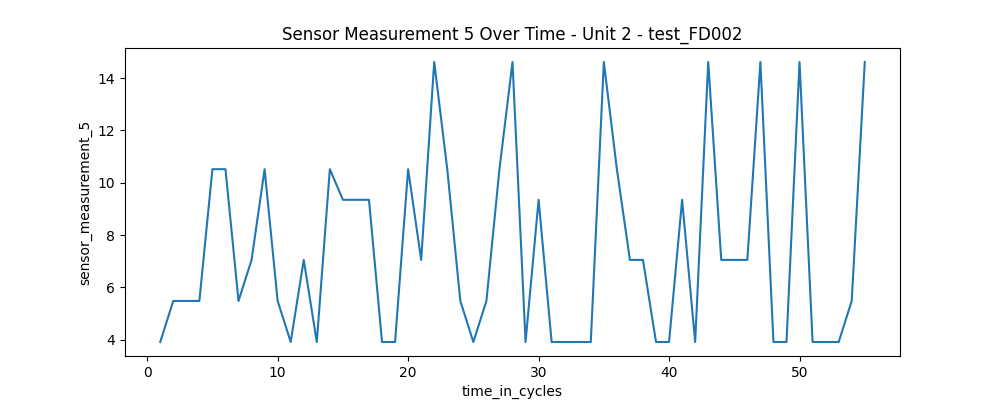 Sensor Measurement 5 Over Time - Unit 2 - test_FD002
14
12
10
8
6
4
sensor_measurement_5
0 10 20 30 40 50
time_in_cycles